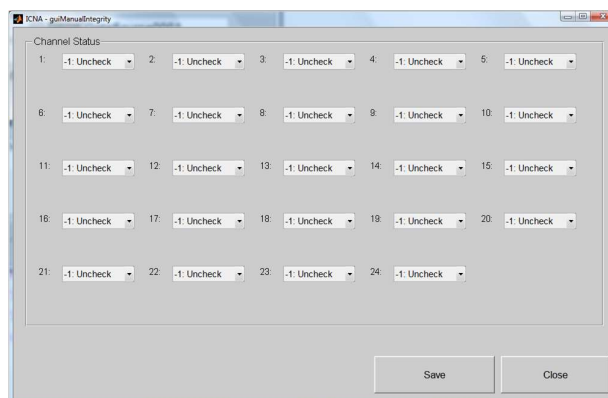 ICNA - guiManualIntegrity
Channel Status
1: -1: Uncheck 2: -1: Uncheck 3: -1: Uncheck 4: -1: Uncheck 5: -1: Uncheck
6: -1: Uncheck 7: -1: Uncheck 8: -1: Uncheck 9: -1: Uncheck 10: -1: Uncheck
11: -1: Uncheck 12: -1: Uncheck 13: -1: Uncheck 14: -1: Uncheck 15: -1: Uncheck
16: -1: Uncheck 17: -1: Uncheck 18: -1: Uncheck 19: -1: Uncheck 20: -1: Uncheck
21: -1: Uncheck 22: -1: Uncheck 23: -1: Uncheck 24: -1: Uncheck
Save Close